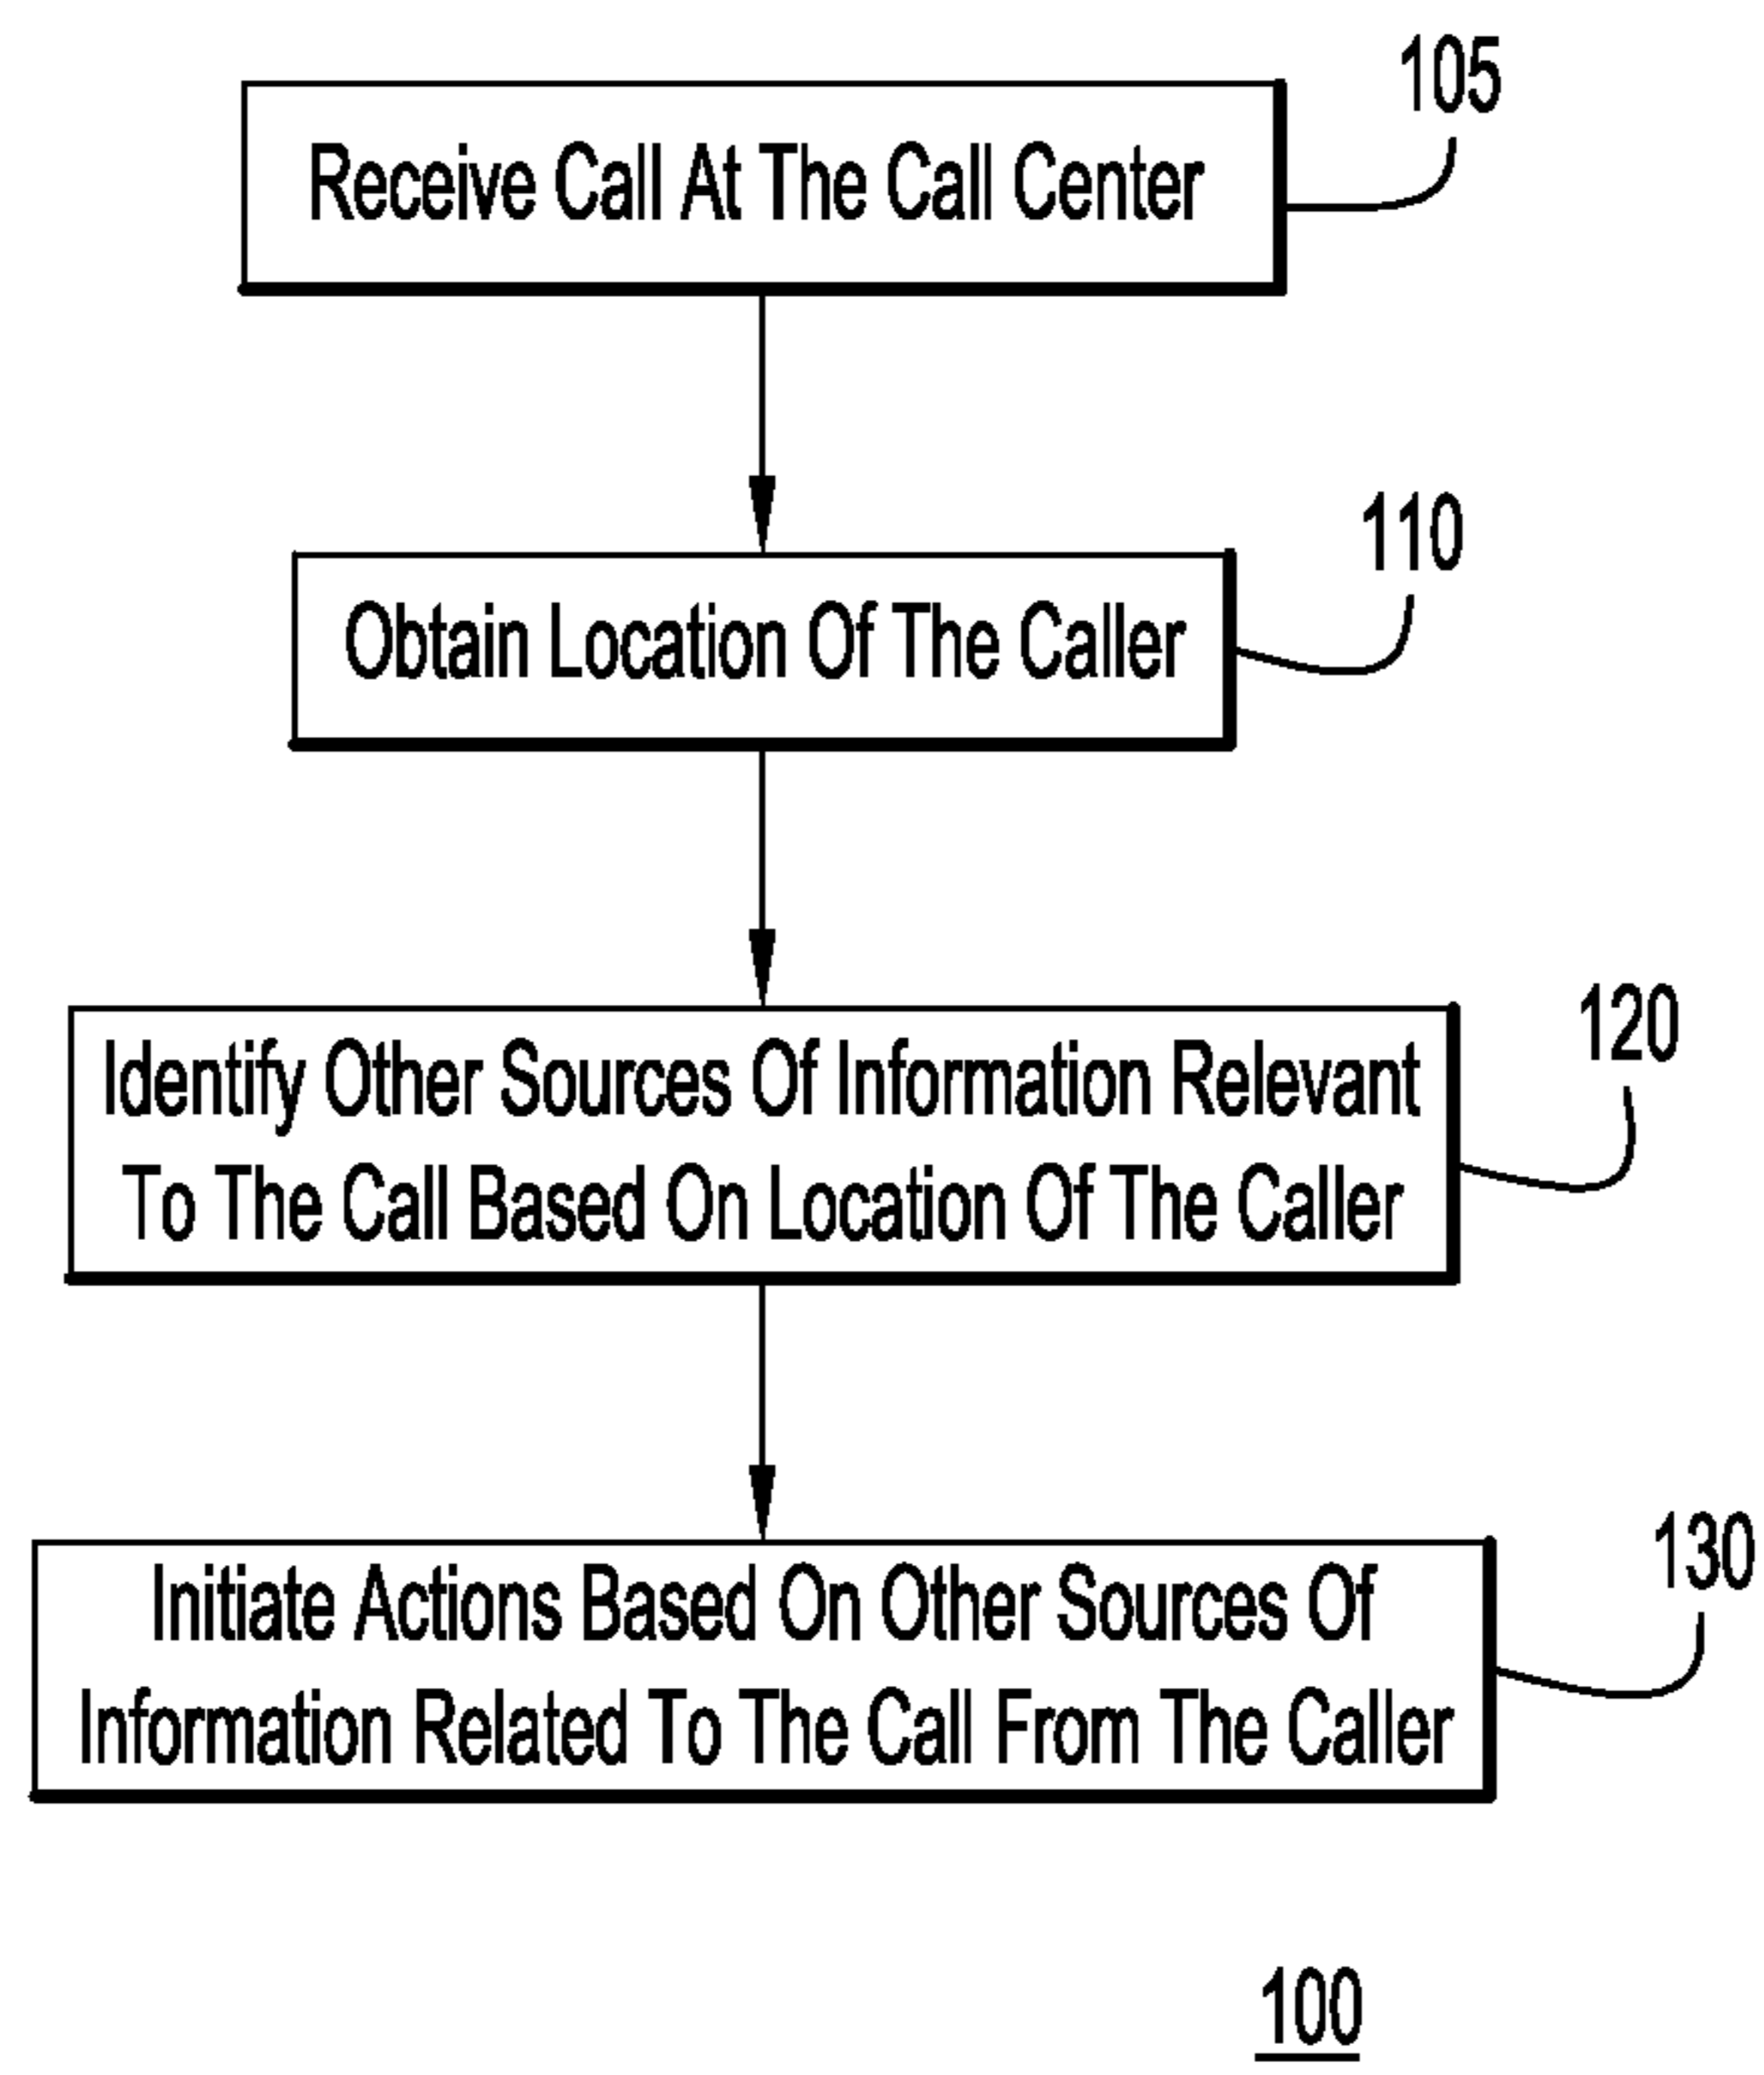 105
Receive Call At The Call Center
110
Obtain Location Of The Caller
120
Identify Other Sources Of Information Relevant
To The Call Based On Location Of The Caller
130
Initiate Actions Based On Other Sources Of
Information Related To The Call From The Caller
100